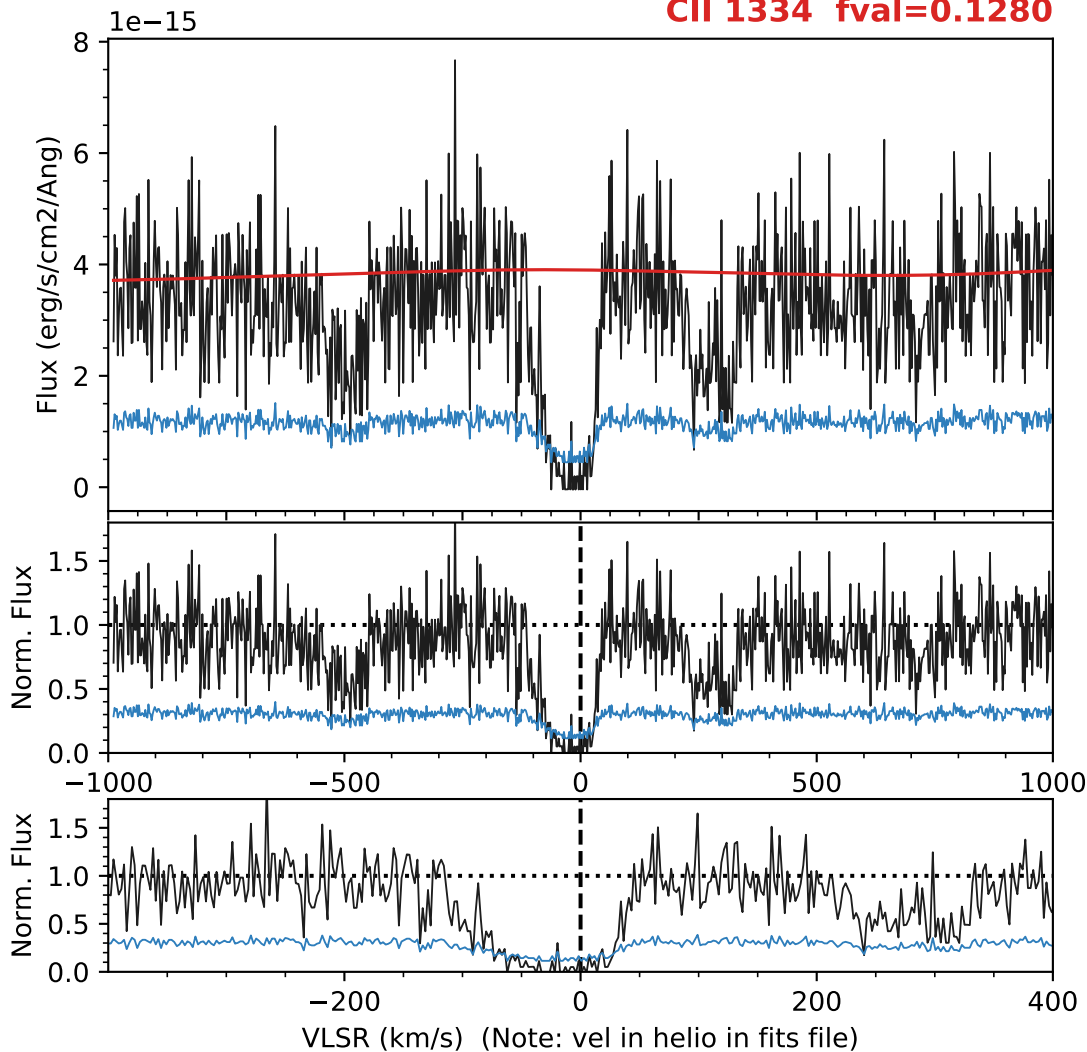 1e−15
CII 1334 fval=0.1280
8
6
4
2
0
Flux (erg/s/cm2/Ang)
1.5
1.0
0.5
0.0
Norm. Flux
−1000 −500 0 500 1000
1.5
1.0
0.5
0.0
Norm. Flux
−200 0 200 400
VLSR (km/s) (Note: vel in helio in fits file)